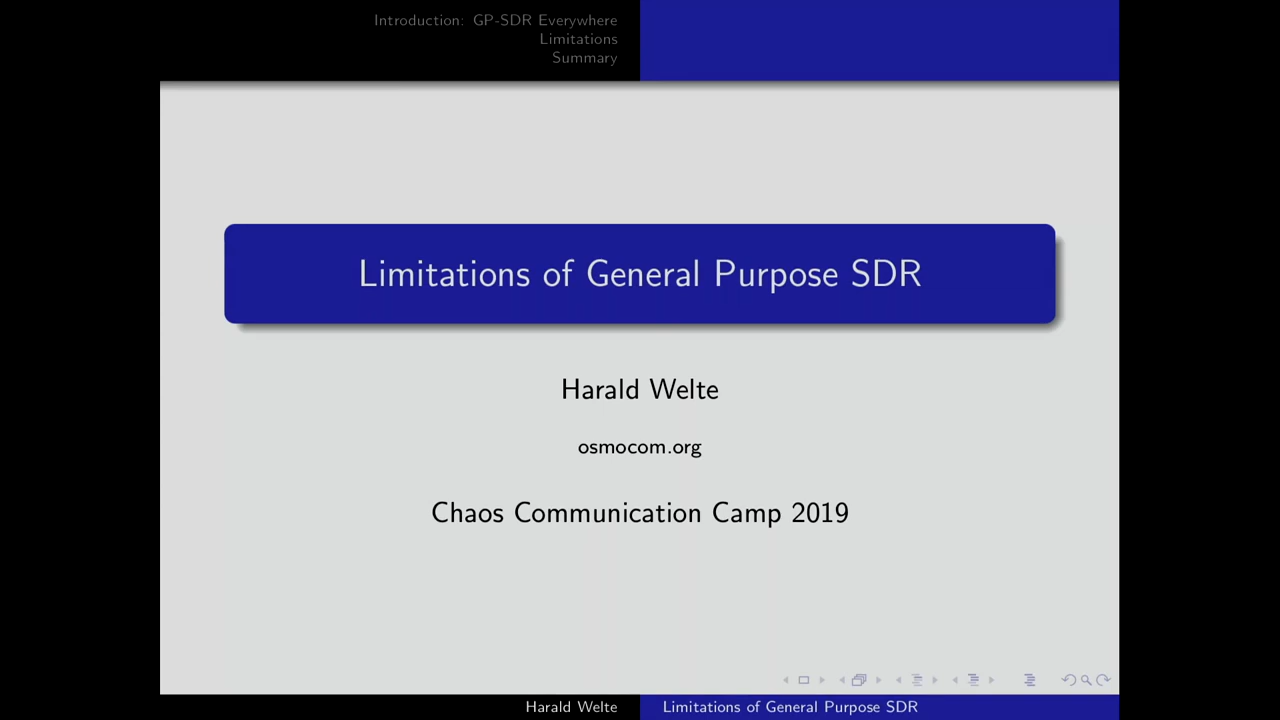 Introduction: GP-SDR Everywhere
Limitations
Summary
Limitations of General Purpose SDR
Harald Welte
osmocom.org
Chaos Communication Camp 2019
Harald Welte
Limitations of General Purpose SDR